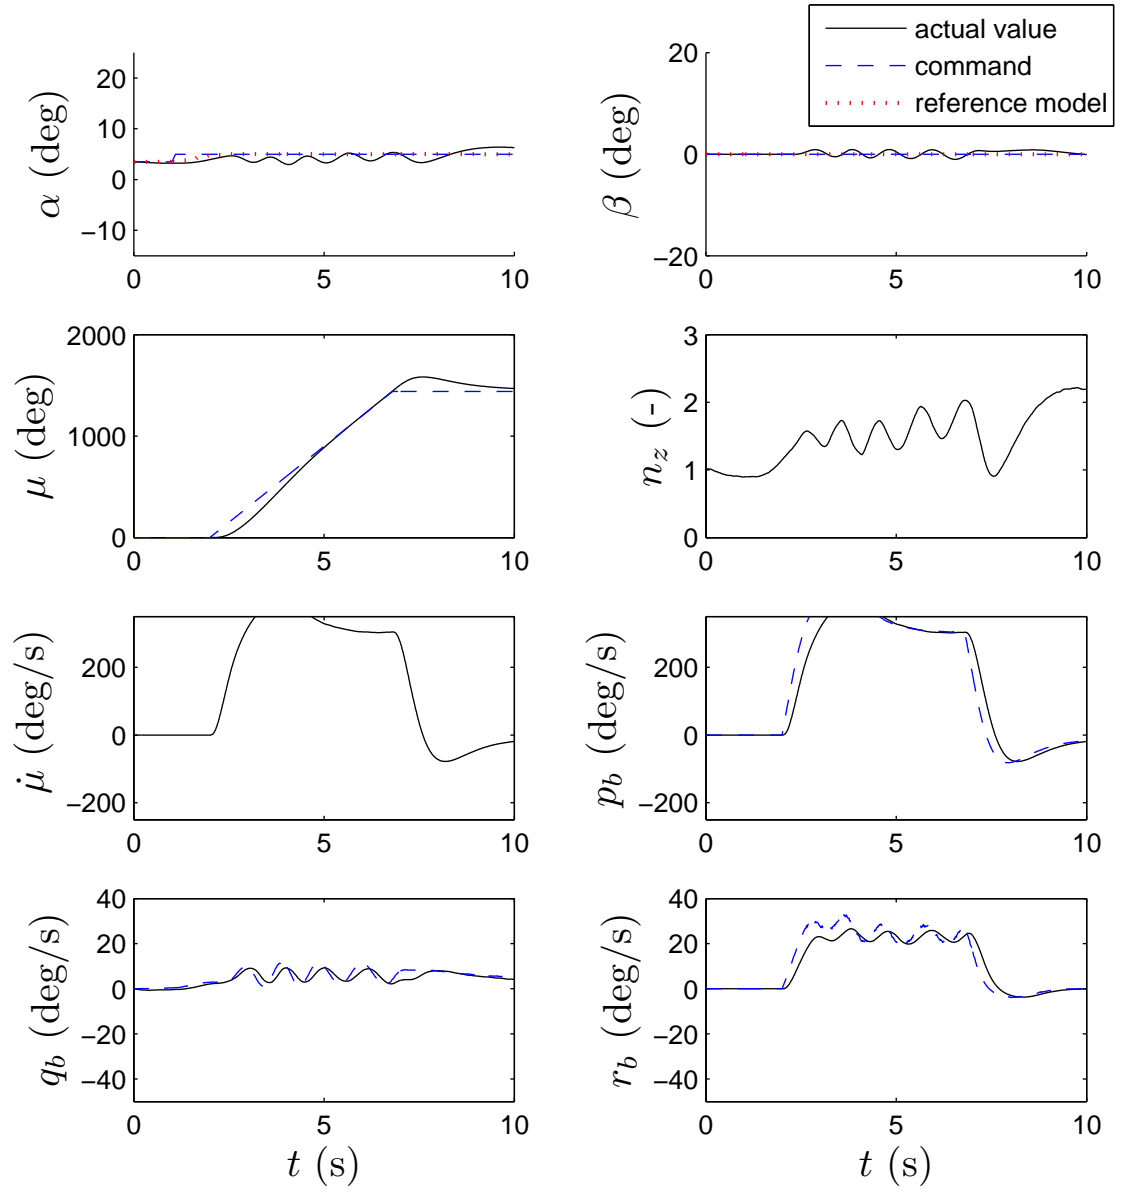 actual value
command
reference model
20
10
0
−10
α (deg)
0 5 10
20
0
−20
β (deg)
0 5 10
2000
1000
0
μ (deg)
0 5 10
3
2
1
0
n_z (-)
0 5 10
200
0
−200
μ̇ (deg/s)
0 5 10
200
0
−200
p_b (deg/s)
0 5 10
40
20
0
−20
−40
q_b (deg/s)
0 5 10
t (s)
40
20
0
−20
−40
r_b (deg/s)
0 5 10
t (s)